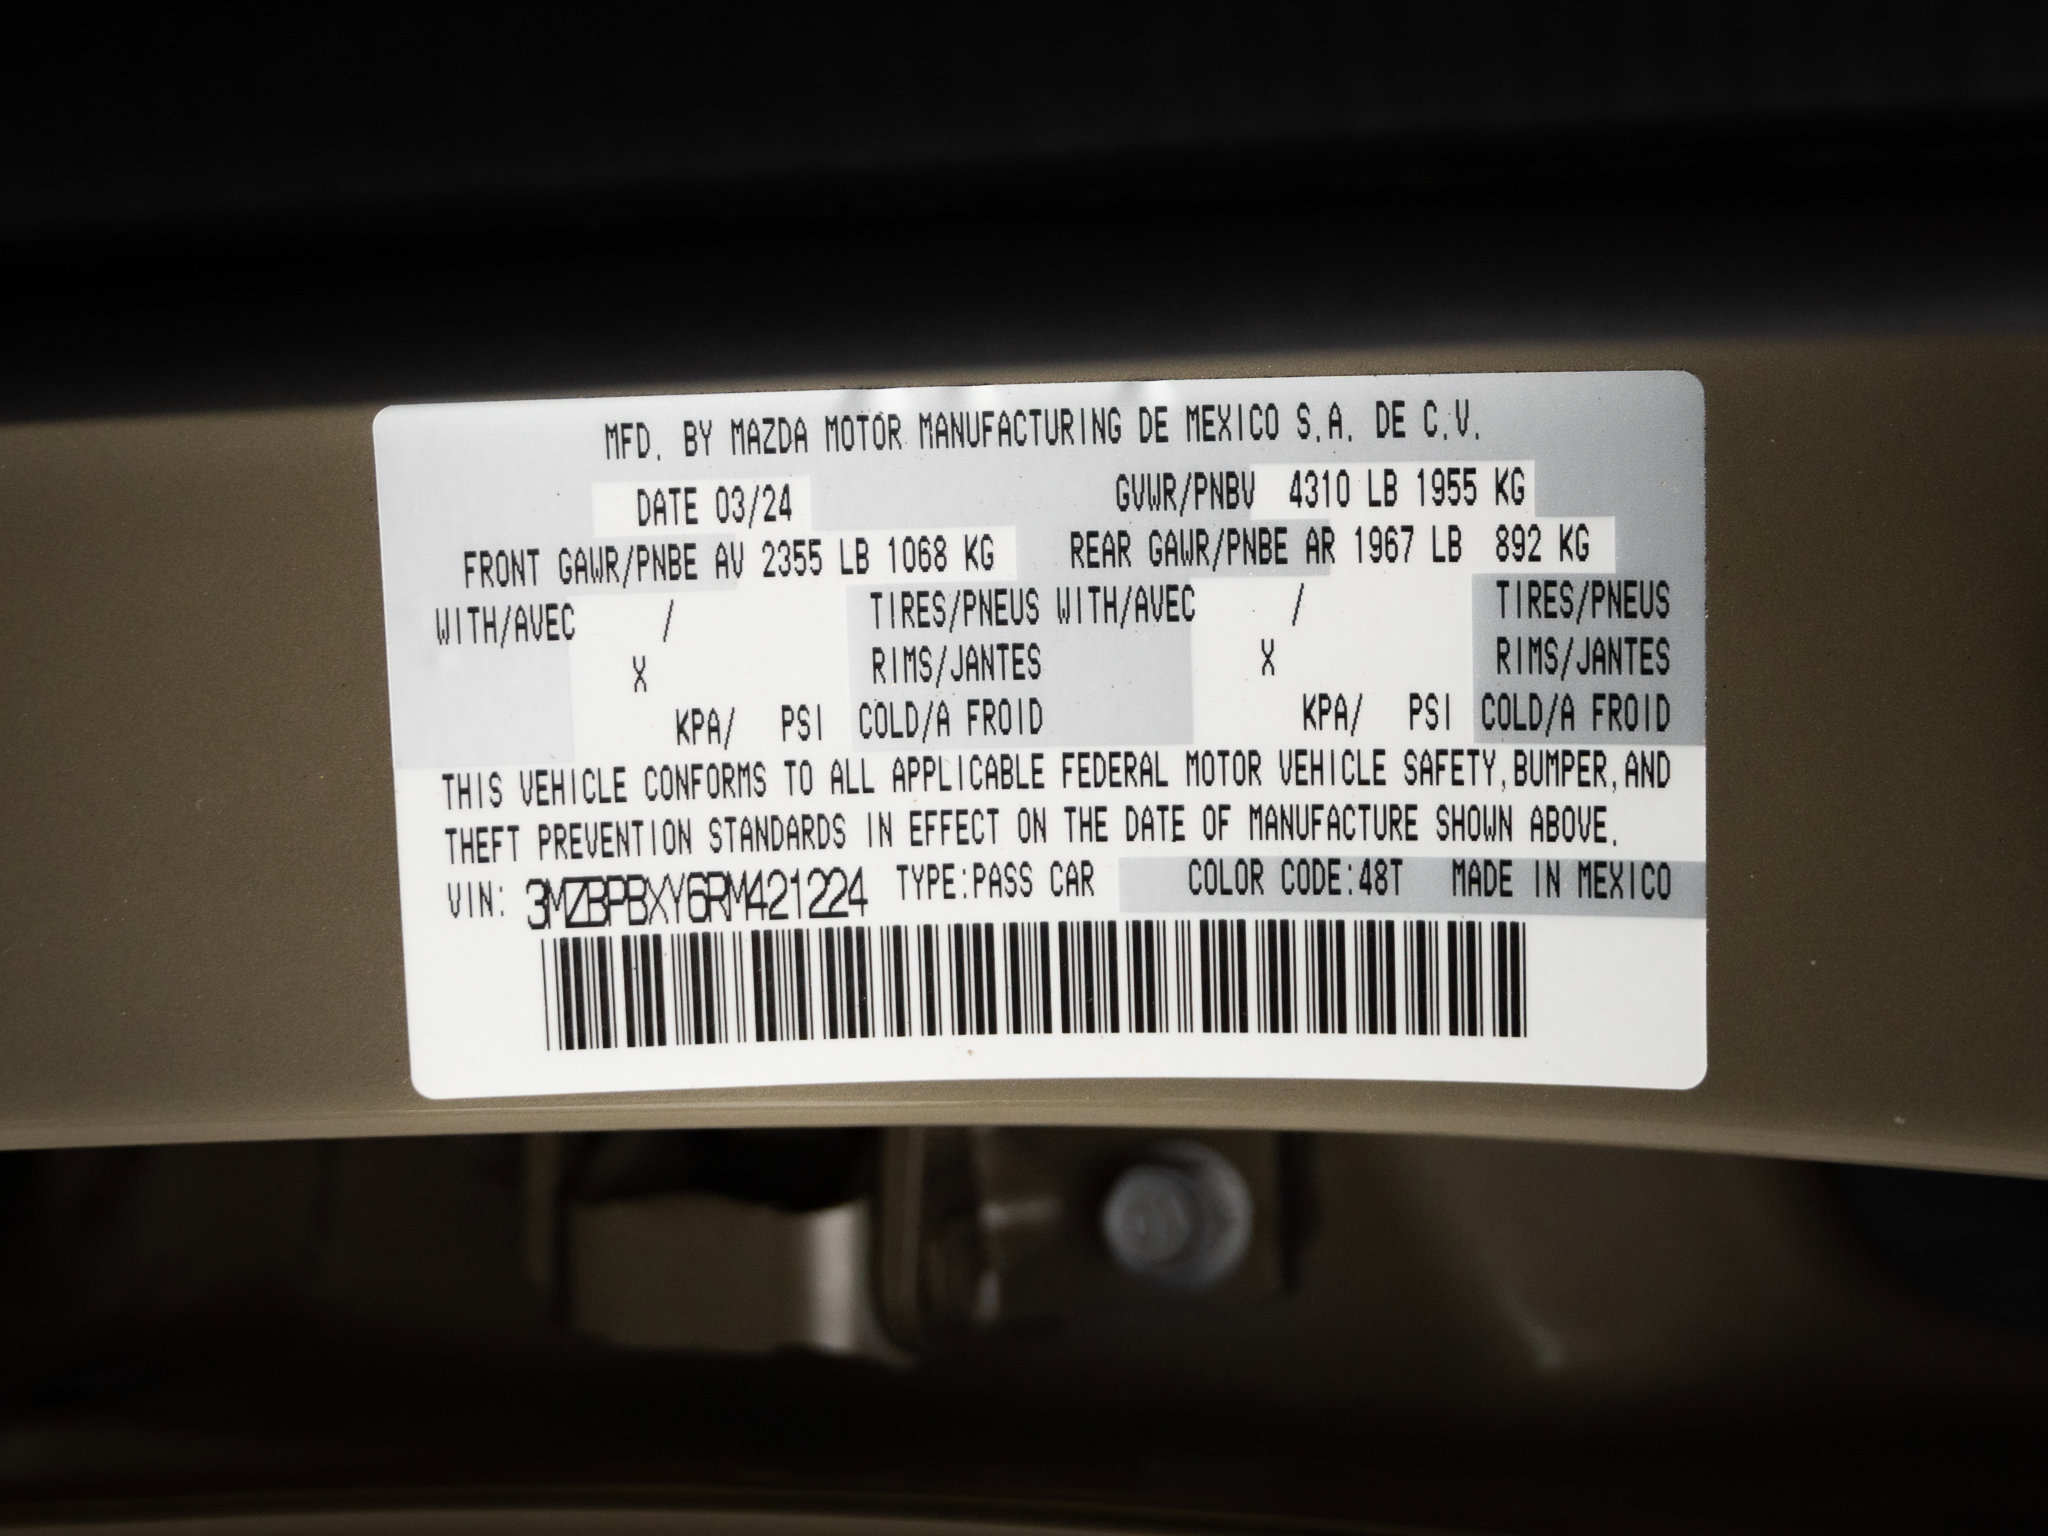 MFD. BY MAZDA MOTOR MANUFACTURING DE MEXICO S.A. DE C.V.
DATE 03/24 GVWR/PNBV 4310 LB 1955 KG
FRONT GAWR/PNBE AV 2355 LB 1068 KG REAR GAWR/PNBE AR 1967 LB 892 KG
WITH/AVEC / TIRES/PNEUS WITH/AVEC / TIRES/PNEUS
X RIMS/JANTES X RIMS/JANTES
KPA/ PSI COLD/A FROID KPA/ PSI COLD/A FROID
THIS VEHICLE CONFORMS TO ALL APPLICABLE FEDERAL MOTOR VEHICLE SAFETY,BUMPER,AND
THEFT PREVENTION STANDARDS IN EFFECT ON THE DATE OF MANUFACTURE SHOWN ABOVE.
VIN: 3MZBPBXY6RM421224 TYPE:PASS CAR COLOR CODE:48T MADE IN MEXICO